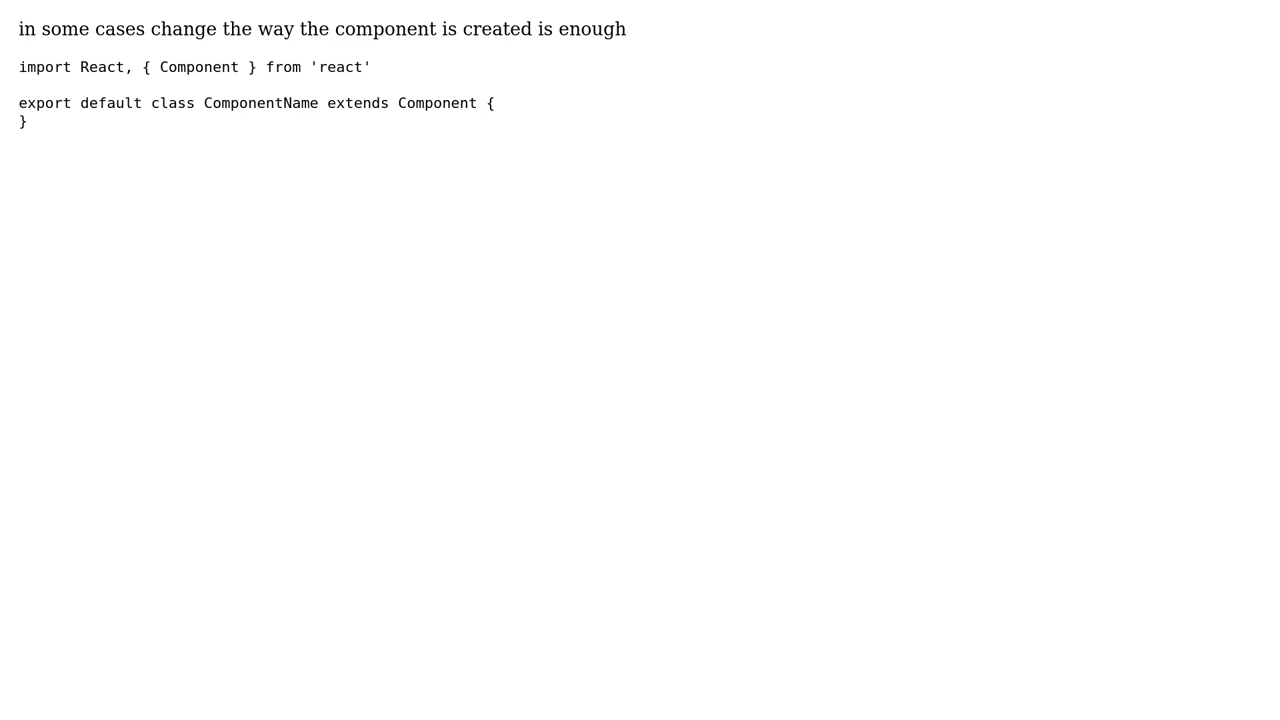 in some cases change the way the component is created is enough
import React, { Component } from 'react'
export default class ComponentName extends Component {
}